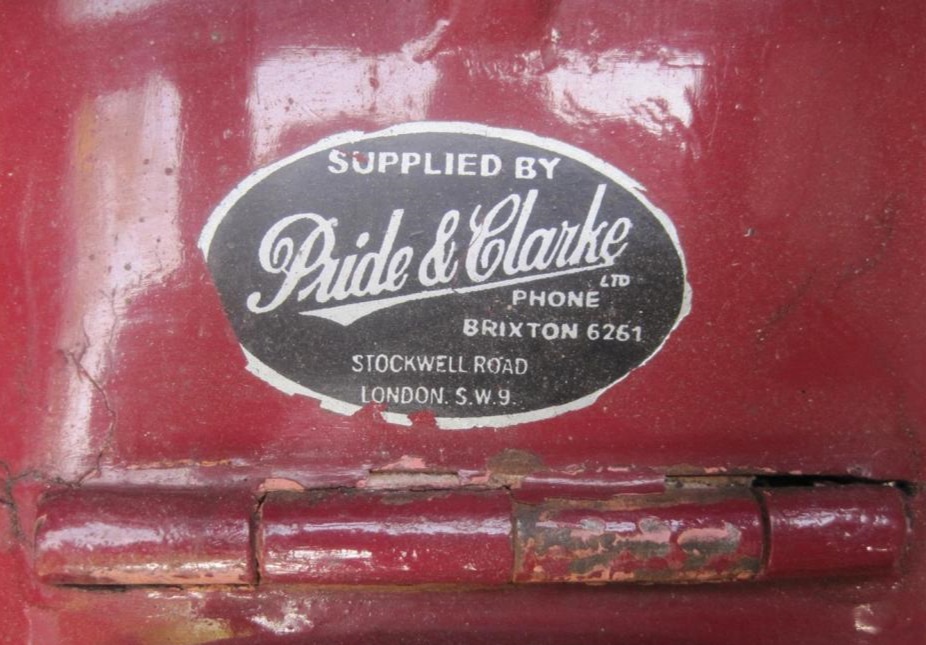 SUPPLIED BY
Pride & Clarke
LTD
PHONE
BRIXTON 6261
STOCKWELL ROAD
LONDON. S.W.9.